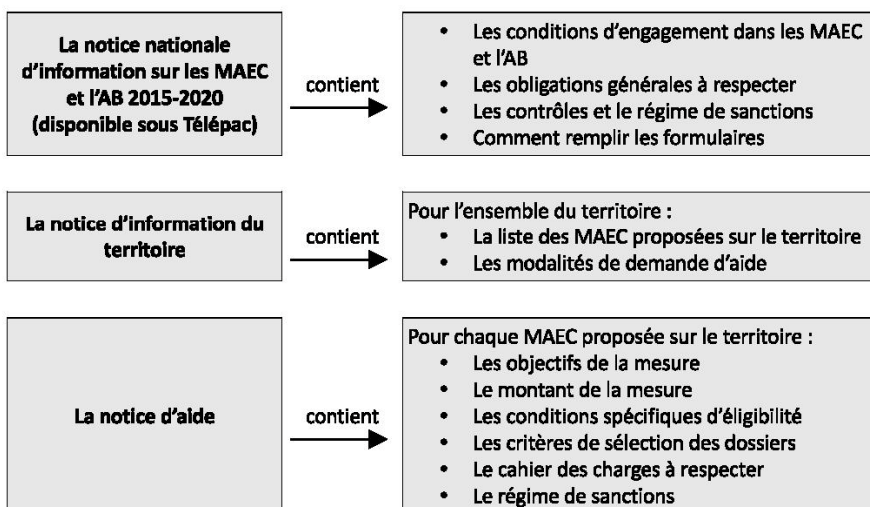 La notice nationale
d’information sur les MAEC
et l’AB 2015-2020
(disponible sous Télépac)
contient
• Les conditions d’engagement dans les MAEC
et l’AB
• Les obligations générales à respecter
• Les contrôles et le régime de sanctions
• Comment remplir les formulaires
La notice d’information du
territoire
contient
Pour l’ensemble du territoire :
• La liste des MAEC proposées sur le territoire
• Les modalités de demande d’aide
La notice d’aide
contient
Pour chaque MAEC proposée sur le territoire :
• Les objectifs de la mesure
• Le montant de la mesure
• Les conditions spécifiques d’éligibilité
• Les critères de sélection des dossiers
• Le cahier des charges à respecter
• Le régime de sanctions